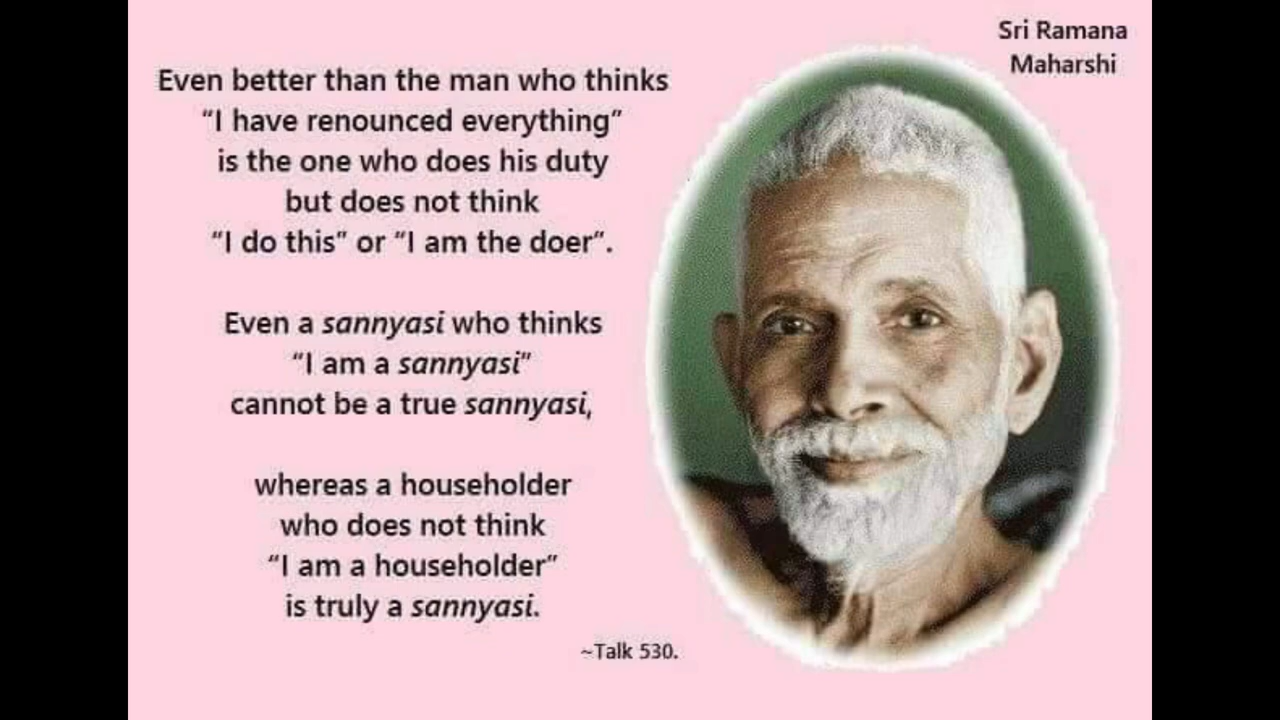 Sri Ramana
Maharshi
Even better than the man who thinks
“I have renounced everything”
is the one who does his duty
but does not think
“I do this” or “I am the doer”.
Even a sannyasi who thinks
“I am a sannyasi”
cannot be a true sannyasi,
whereas a householder
who does not think
“I am a householder”
is truly a sannyasi.
~Talk 530.